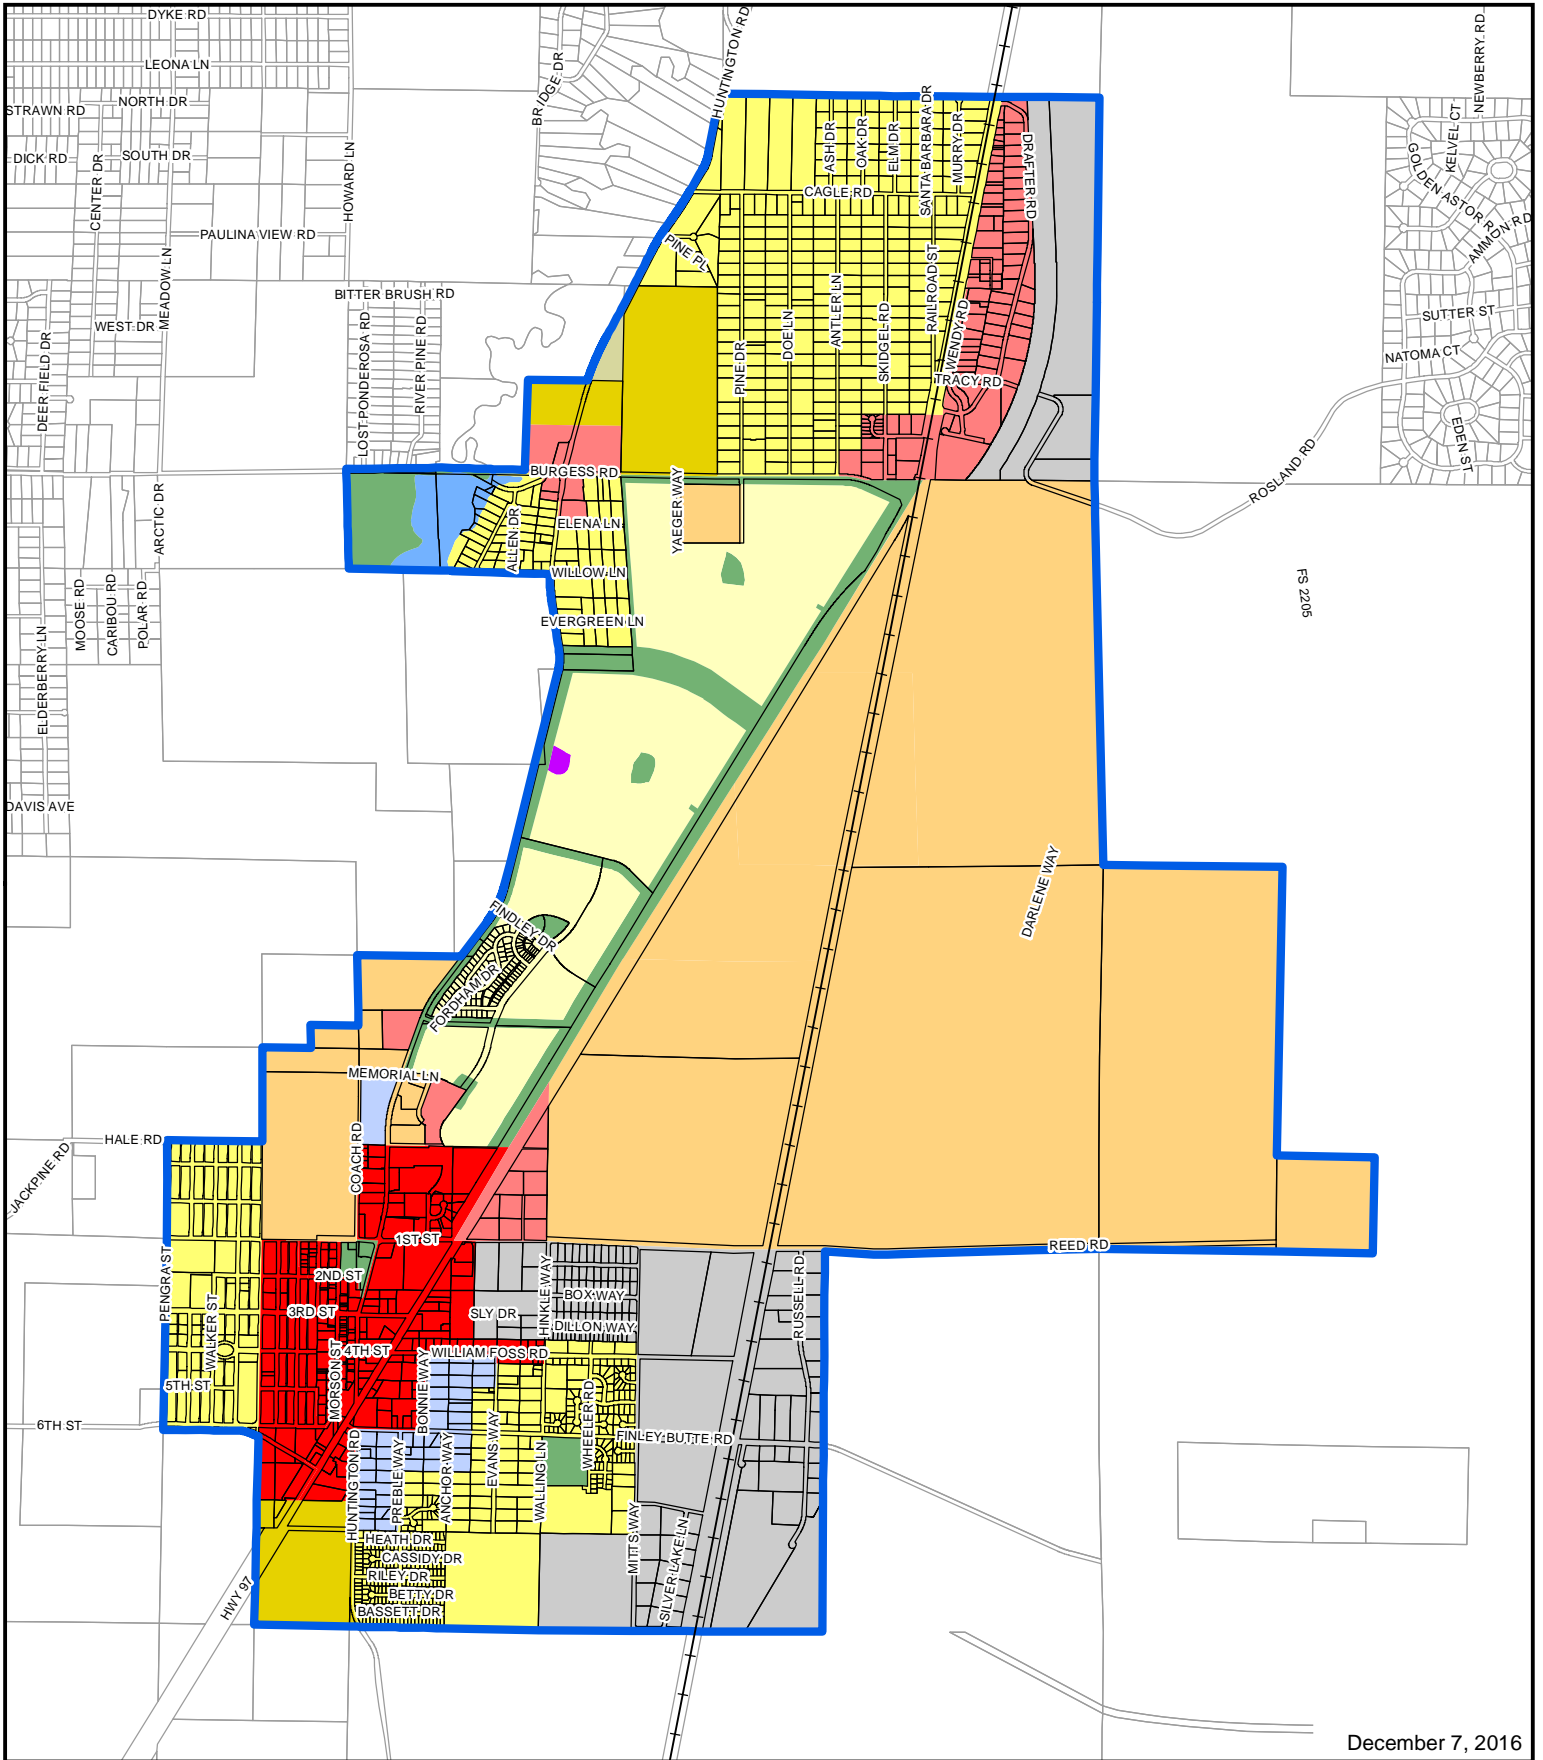 DYKE RD
LEONA LN
NORTH DR
STRAWN RD
DICK RD
SOUTH DR
CENTER DR
HOWARD LN
PAULINA VIEW RD
MEADOW LN
BITTER BRUSH RD
WEST DR
DEER FIELD DR
LOST PONDEROSA RD
RIVER PINE RD
BRIDGE DR
HUNTINGTON RD
ASH DR
OAK DR
ELM DR
SANTA BARBARA DR
MURRY DR
DRAFTER RD
CAGLE RD
PINE PL
PINE DR
DOE LN
ANTLER LN
SKIDGEL RD
RAILROAD ST
WENDY RD
TRACY RD
NEWBERRY RD
KELVEL CT
GOLDEN ASTOR RD
AMMON RD
SUTTER ST
NATOMA CT
EDEN ST
ROSLAND RD
FS 2205
BURGESS RD
YAEGER WAY
ALLEN DR
ELENA LN
WILLOW LN
EVERGREEN LN
ARCTIC DR
MOOSE RD
CARIBOU RD
POLAR RD
ELDERBERRY LN
DAVIS AVE
FINDLEY DR
FORDHAM DR
DARLENE WAY
MEMORIAL LN
HALE RD
JACKPINE RD
COACH RD
1ST ST
REED RD
PENGRA ST
2ND ST
3RD ST
WALKER ST
4TH ST
MORSON ST
5TH ST
6TH ST
SLY DR
HINKLE WAY
BOX WAY
DILLON WAY
RUSSELL RD
WILLIAM FOSS RD
BONNIE WAY
WHEELER RD
FINLEY BUTTE RD
HUNTINGTON RD
PREBLE WAY
ANCHOR WAY
EVANS WAY
WALLING LN
HEATH DR
CASSIDY DR
RILEY DR
BETTY DR
BASSETT DR
MITTS WAY
SILVER LAKE LN
HWY 97
December 7, 2016